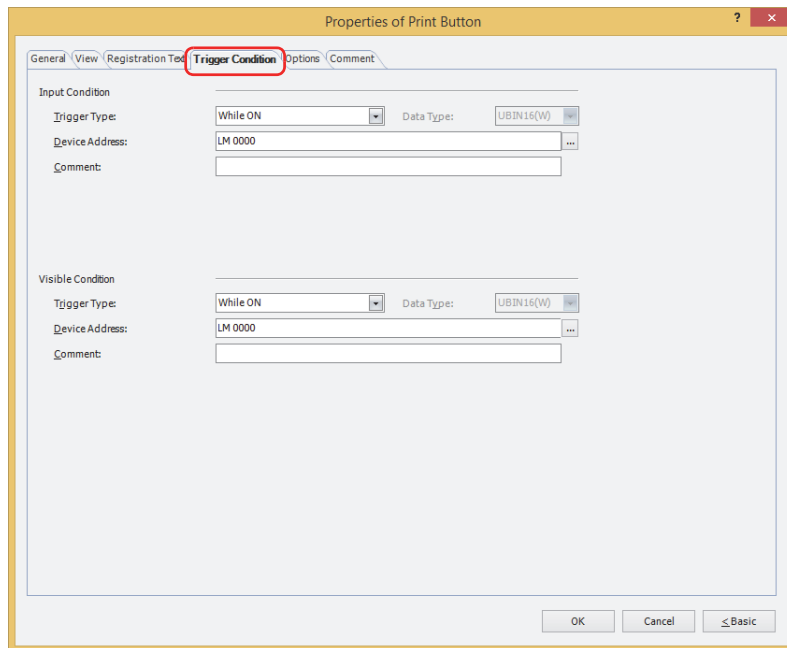 Properties of Print Button ? ×
General View Registration Text Trigger Condition Options Comment
Input Condition
Trigger Type: While ON Data Type: UBIN16(W)
Device Address: LM 0000 ...
Comment:
Visible Condition
Trigger Type: While ON Data Type: UBIN16(W)
Device Address: LM 0000 ...
Comment:
OK Cancel < Basic